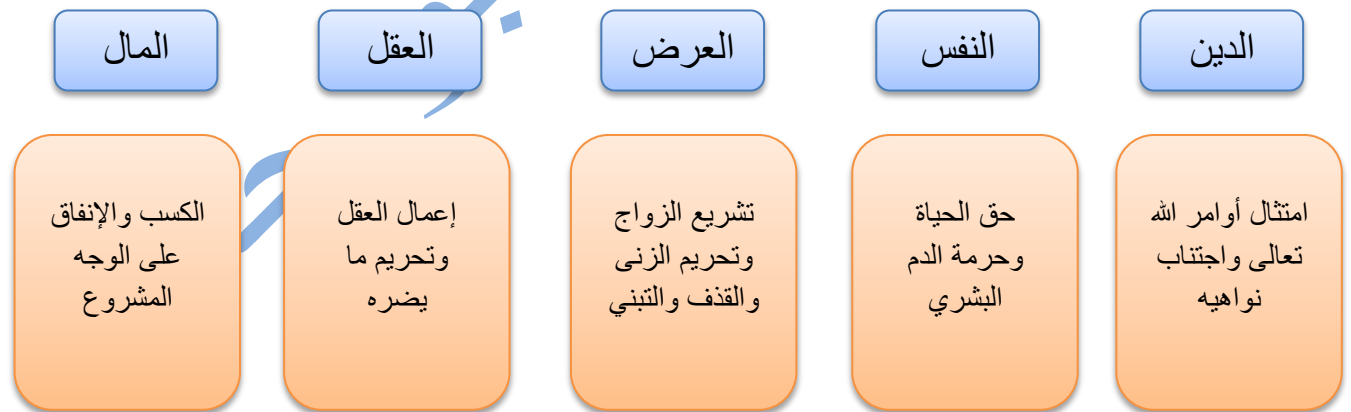 الدين
النفس
العرض
العقل
المال
امتثال أوامر الله
تعالى واجتناب
نواهيه
حق الحياة
وحرمة الدم
البشري
تشريع الزواج
وتحريم الزنى
والقذف والتبني
إعمال العقل
وتحريم ما
يضره
الكسب والإنفاق
على الوجه
المشروع